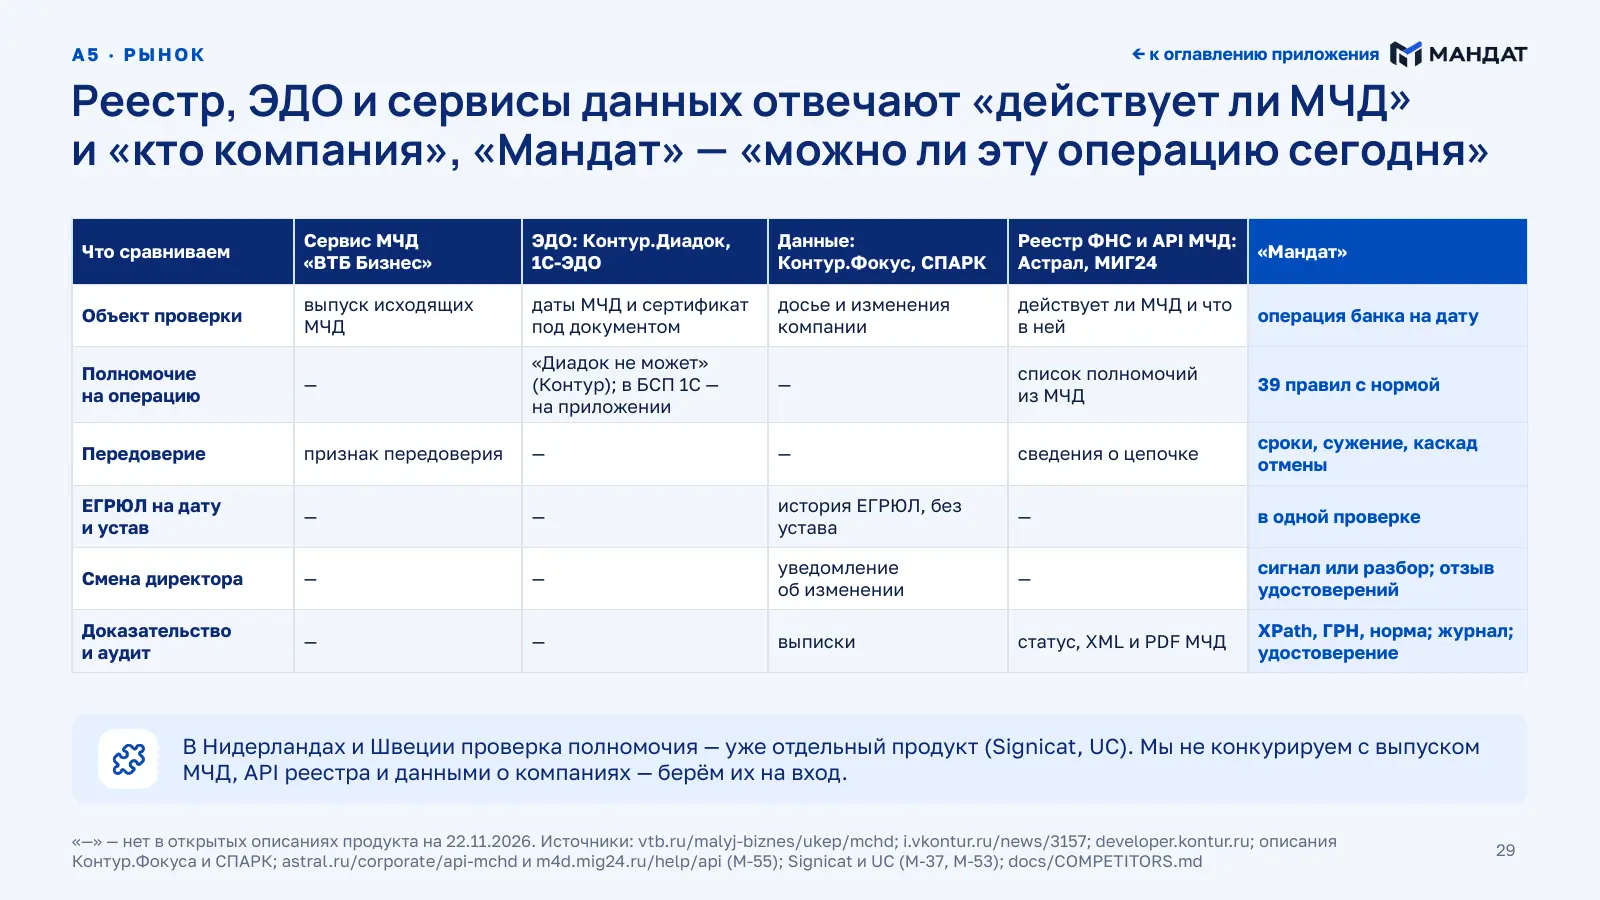 А5 · РЫНОК
← к оглавлению приложения
МАНДАТ
Реестр, ЭДО и сервисы данных отвечают «действует ли МЧД»
и «кто компания», «Мандат» — «можно ли эту операцию сегодня»
Что сравниваем
Сервис МЧД
«ВТБ Бизнес»
ЭДО: Контур.Диадок,
1С-ЭДО
Данные:
Контур.Фокус, СПАРК
Реестр ФНС и API МЧД:
Астрал, МИГ24
«Мандат»
Объект проверки
выпуск исходящих
МЧД
даты МЧД и сертификат
под документом
досье и изменения
компании
действует ли МЧД и что
в ней
операция банка на дату
Полномочие
на операцию
—
«Диадок не может»
(Контур); в БСП 1С —
на приложении
—
список полномочий
из МЧД
39 правил с нормой
Передоверие
признак передоверия
—
—
сведения о цепочке
сроки, сужение, каскад
отмены
ЕГРЮЛ на дату
и устав
—
—
история ЕГРЮЛ, без
устава
—
в одной проверке
Смена директора
—
—
уведомление
об изменении
—
сигнал или разбор; отзыв
удостоверений
Доказательство
и аудит
—
—
выписки
статус, XML и PDF МЧД
XPath, ГРН, норма; журнал;
удостоверение
В Нидерландах и Швеции проверка полномочия — уже отдельный продукт (Signicat, UC). Мы не конкурируем с выпуском
МЧД, API реестра и данными о компаниях — берём их на вход.
«—» — нет в открытых описаниях продукта на 22.11.2026. Источники: vtb.ru/malyj-biznes/ukep/mchd; i.vkontur.ru/news/3157; developer.kontur.ru; описания
Контур.Фокуса и СПАРК; astral.ru/corporate/api-mchd и m4d.mig24.ru/help/api (М-55); Signicat и UC (М-37, М-53); docs/COMPETITORS.md
29